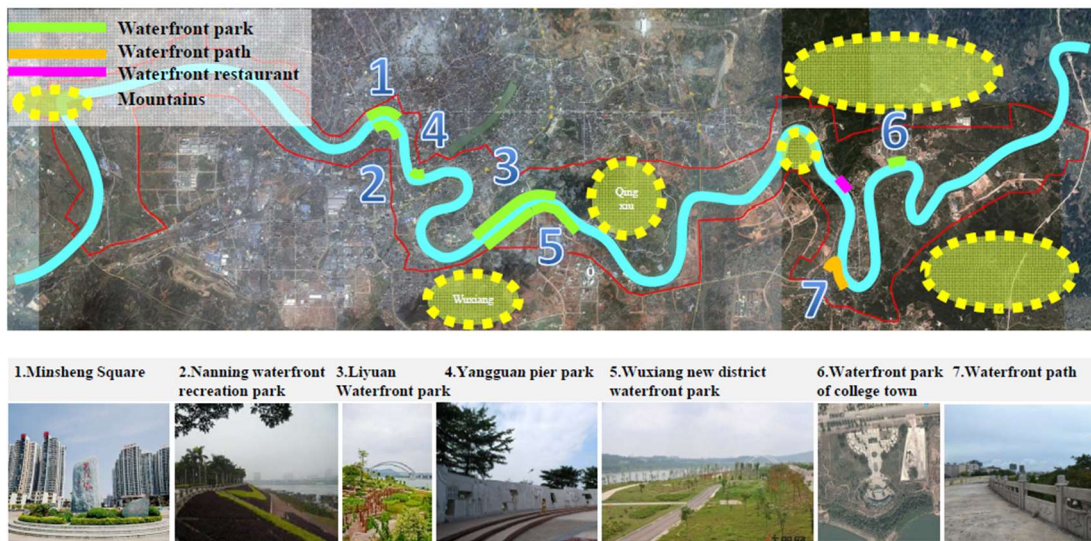 Waterfront park
Waterfront path
Waterfront restaurant
Mountains
1
4
3
2
5
6
7
Qing
xiu
Wuxiang
1.Minsheng Square
2.Nanning waterfront
recreation park
3.Liyuan
Waterfront park
4.Yangguan pier park
5.Wuxiang new district
waterfront park
6.Waterfront park
of college town
7.Waterfront path